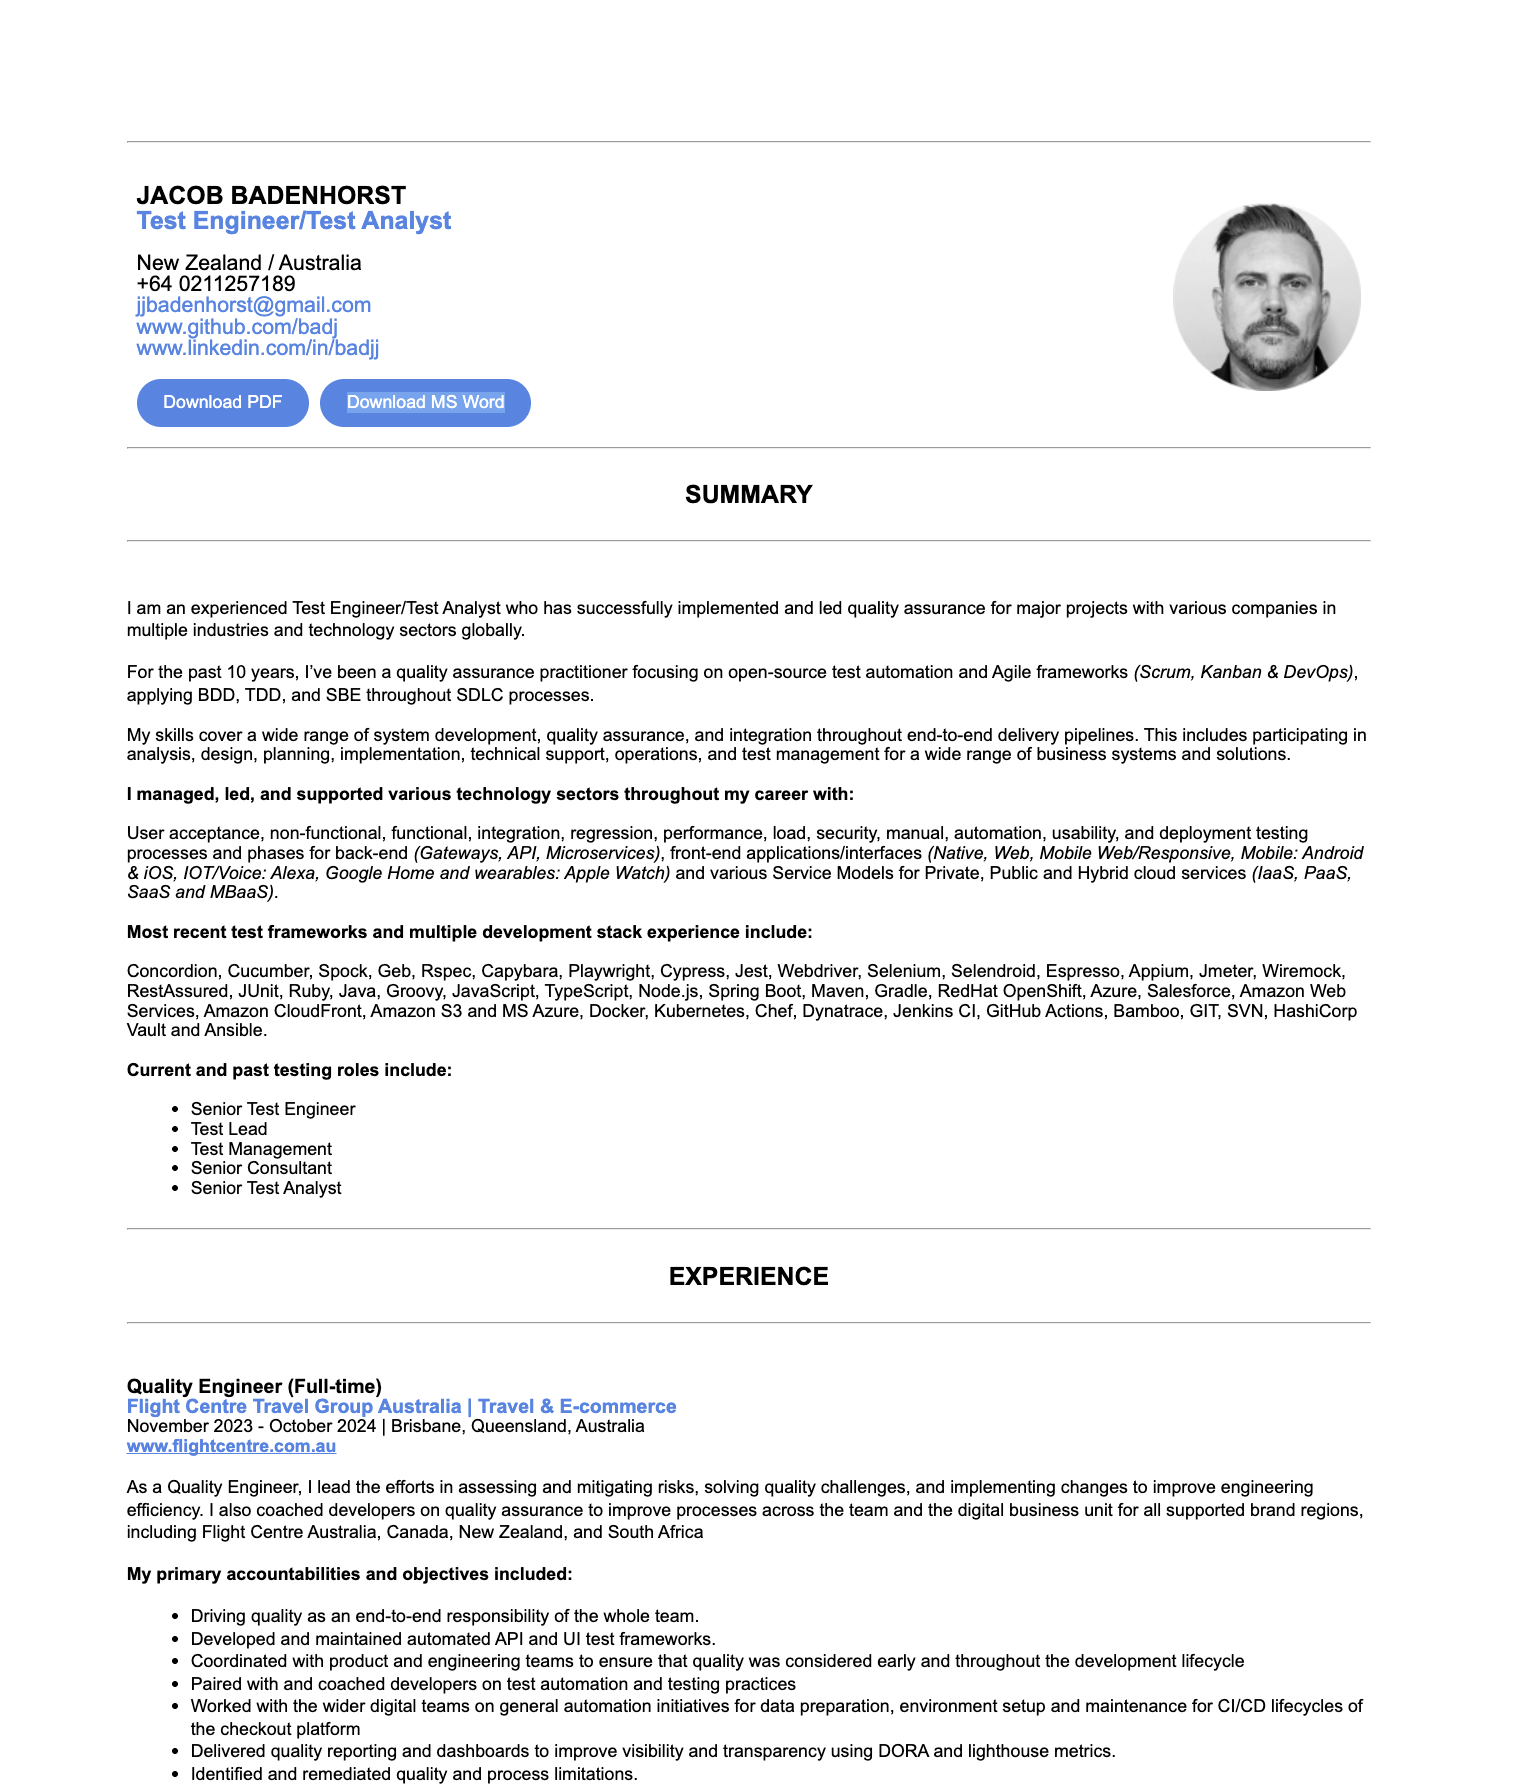 JACOB BADENHORST
Test Engineer/Test Analyst
New Zealand / Australia
+64 0211257189
jjbadenhorst@gmail.com
www.github.com/badj
www.linkedin.com/in/badjj
Download PDF Download MS Word
SUMMARY
I am an experienced Test Engineer/Test Analyst who has successfully implemented and led quality assurance for major projects with various companies in
multiple industries and technology sectors globally.
For the past 10 years, I’ve been a quality assurance practitioner focusing on open-source test automation and Agile frameworks (Scrum, Kanban & DevOps),
applying BDD, TDD, and SBE throughout SDLC processes.
My skills cover a wide range of system development, quality assurance, and integration throughout end-to-end delivery pipelines. This includes participating in
analysis, design, planning, implementation, technical support, operations, and test management for a wide range of business systems and solutions.
I managed, led, and supported various technology sectors throughout my career with:
User acceptance, non-functional, functional, integration, regression, performance, load, security, manual, automation, usability, and deployment testing
processes and phases for back-end (Gateways, API, Microservices), front-end applications/interfaces (Native, Web, Mobile Web/Responsive, Mobile: Android
& iOS, IOT/Voice: Alexa, Google Home and wearables: Apple Watch) and various Service Models for Private, Public and Hybrid cloud services (IaaS, PaaS,
SaaS and MBaaS).
Most recent test frameworks and multiple development stack experience include:
Concordion, Cucumber, Spock, Geb, Rspec, Capybara, Playwright, Cypress, Jest, Webdriver, Selenium, Selendroid, Espresso, Appium, Jmeter, Wiremock,
RestAssured, JUnit, Ruby, Java, Groovy, JavaScript, TypeScript, Node.js, Spring Boot, Maven, Gradle, RedHat OpenShift, Azure, Salesforce, Amazon Web
Services, Amazon CloudFront, Amazon S3 and MS Azure, Docker, Kubernetes, Chef, Dynatrace, Jenkins CI, GitHub Actions, Bamboo, GIT, SVN, HashiCorp
Vault and Ansible.
Current and past testing roles include:
• Senior Test Engineer
• Test Lead
• Test Management
• Senior Consultant
• Senior Test Analyst
EXPERIENCE
Quality Engineer (Full-time)
Flight Centre Travel Group Australia | Travel & E-commerce
November 2023 - October 2024 | Brisbane, Queensland, Australia
www.flightcentre.com.au
As a Quality Engineer, I lead the efforts in assessing and mitigating risks, solving quality challenges, and implementing changes to improve engineering
efficiency. I also coached developers on quality assurance to improve processes across the team and the digital business unit for all supported brand regions,
including Flight Centre Australia, Canada, New Zealand, and South Africa
My primary accountabilities and objectives included:
• Driving quality as an end-to-end responsibility of the whole team.
• Developed and maintained automated API and UI test frameworks.
• Coordinated with product and engineering teams to ensure that quality was considered early and throughout the development lifecycle
• Paired with and coached developers on test automation and testing practices
• Worked with the wider digital teams on general automation initiatives for data preparation, environment setup and maintenance for CI/CD lifecycles of
the checkout platform
• Delivered quality reporting and dashboards to improve visibility and transparency using DORA and lighthouse metrics.
• Identified and remediated quality and process limitations.